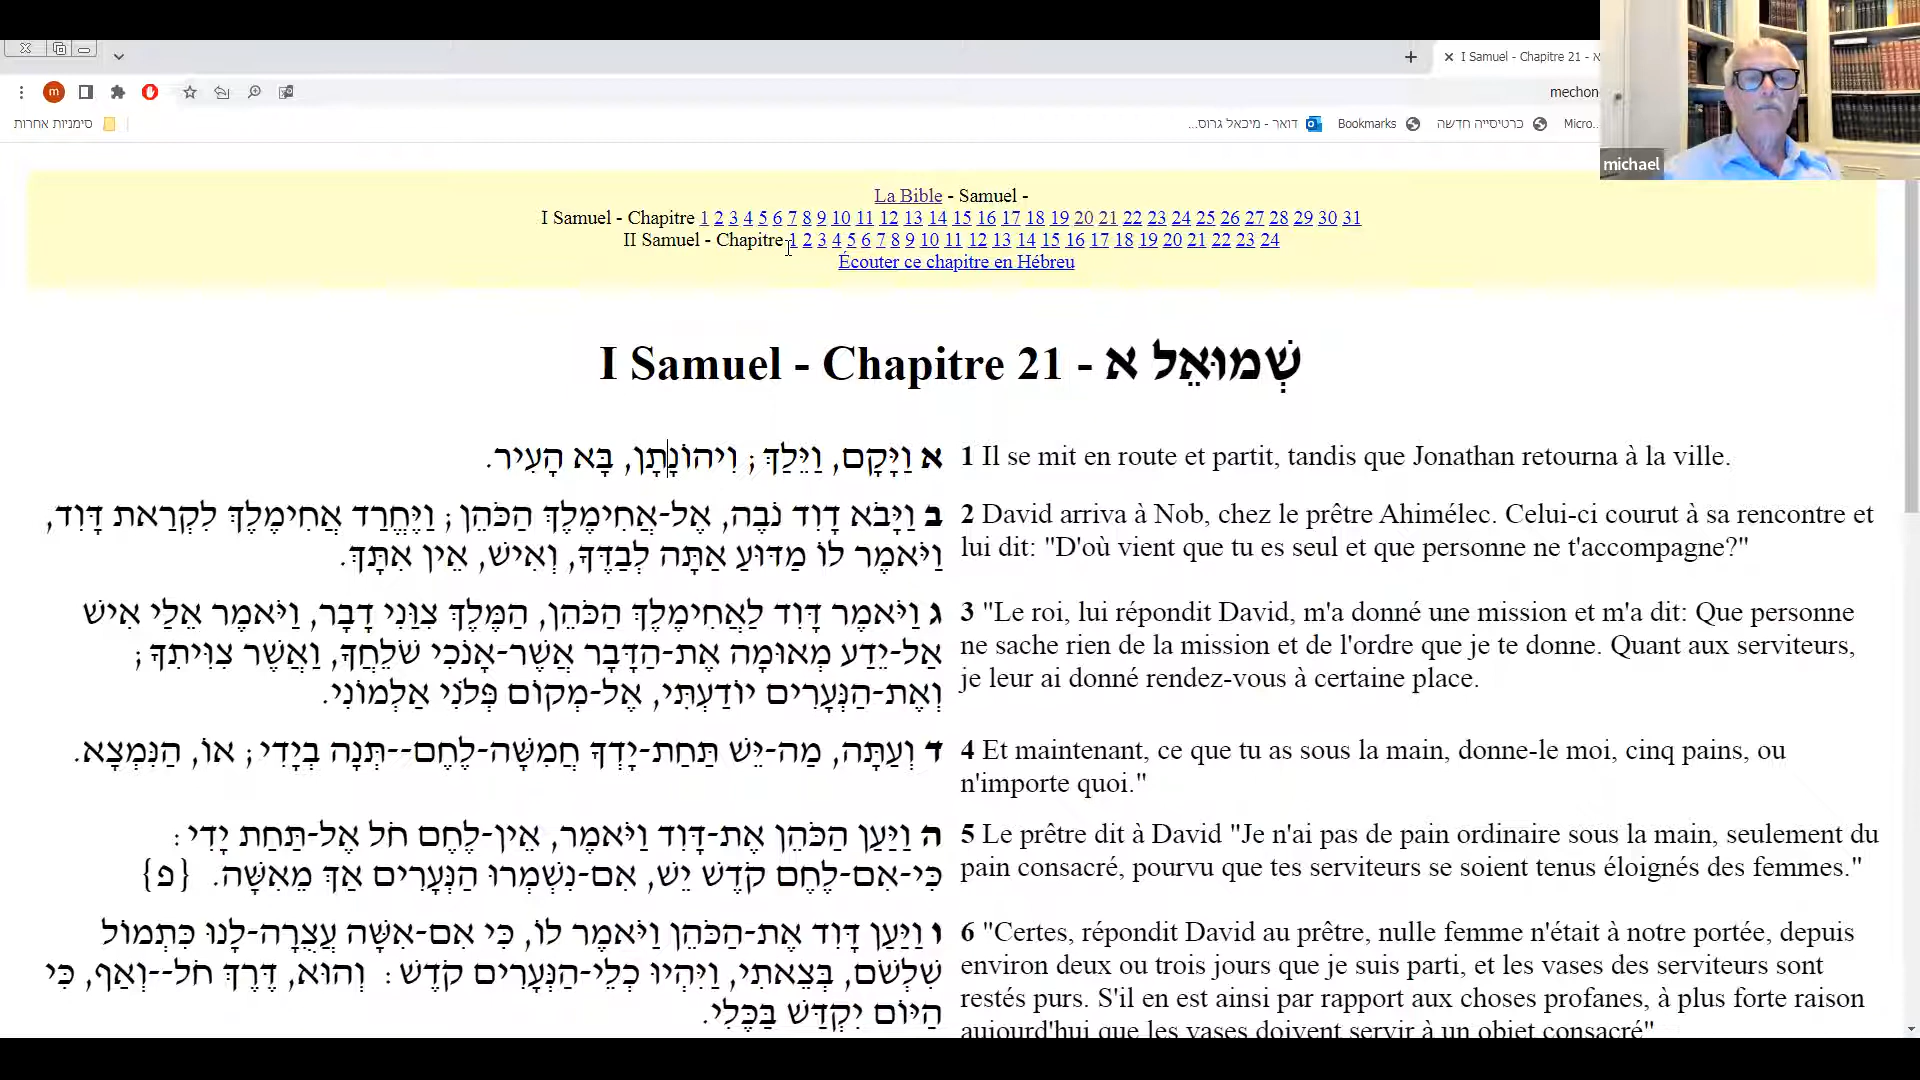 I Samuel - Chapitre 21 - א
mechon
סימניות אחרות
דואר - מיכאל גרוס...
Bookmarks
כרטיסייה חדשה
Micro...
m
michael
La Bible - Samuel -
I Samuel - Chapitre 1 2 3 4 5 6 7 8 9 10 11 12 13 14 15 16 17 18 19 20 21 22 23 24 25 26 27 28 29 30 31
II Samuel - Chapitre 1 2 3 4 5 6 7 8 9 10 11 12 13 14 15 16 17 18 19 20 21 22 23 24
Écouter ce chapitre en Hébreu
I Samuel - Chapitre 21 - שְׁמוּאֵל א
א וַיָּקָם, וַיֵּלַךְ; וִיהוֹנָתָן, בָּא הָעִיר.
1 Il se mit en route et partit, tandis que Jonathan retourna à la ville.
ב וַיָּבֹא דָוִד נֹבֶה, אֶל-אֲחִימֶלֶךְ הַכֹּהֵן; וַיֶּחֱרַד אֲחִימֶלֶךְ לִקְרַאת דָּוִד,
וַיֹּאמֶר לוֹ מַדּוּעַ אַתָּה לְבַדֶּךָ, וְאִישׁ, אֵין אִתָּךְ.
2 David arriva à Nob, chez le prêtre Ahimélec. Celui-ci courut à sa rencontre et
lui dit: "D'où vient que tu es seul et que personne ne t'accompagne?"
ג וַיֹּאמֶר דָּוִד לַאֲחִימֶלֶךְ הַכֹּהֵן, הַמֶּלֶךְ צִוַּנִי דָבָר, וַיֹּאמֶר אֵלַי אִישׁ
אַל-יֵדַע מְאוּמָה אֶת-הַדָּבָר אֲשֶׁר-אָנֹכִי שֹׁלֵחֲךָ, וַאֲשֶׁר צִוִּיתִךָ;
וְאֶת-הַנְּעָרִים יוֹדַעְתִּי, אֶל-מְקוֹם פְּלֹנִי אַלְמוֹנִי.
3 "Le roi, lui répondit David, m'a donné une mission et m'a dit: Que personne
ne sache rien de la mission et de l'ordre que je te donne. Quant aux serviteurs,
je leur ai donné rendez-vous à certaine place.
ד וְעַתָּה, מַה-יֵּשׁ תַּחַת-יָדְךָ חֲמִשָּׁה-לֶחֶם--תְּנָה בְיָדִי; אוֹ, הַנִּמְצָא.
4 Et maintenant, ce que tu as sous la main, donne-le moi, cinq pains, ou
n'importe quoi."
ה וַיַּעַן הַכֹּהֵן אֶת-דָּוִד וַיֹּאמֶר, אֵין-לֶחֶם חֹל אֶל-תַּחַת יָדִי:
כִּי-אִם-לֶחֶם קֹדֶשׁ יֵשׁ, אִם-נִשְׁמְרוּ הַנְּעָרִים אַךְ מֵאִשָּׁה. {פ}
5 Le prêtre dit à David "Je n'ai pas de pain ordinaire sous la main, seulement du
pain consacré, pourvu que tes serviteurs se soient tenus éloignés des femmes."
ו וַיַּעַן דָּוִד אֶת-הַכֹּהֵן וַיֹּאמֶר לוֹ, כִּי אִם-אִשָּׁה עֲצֻרָה-לָנוּ כִּתְמוֹל
שִׁלְשֹׁם, בְּצֵאתִי, וַיִּהְיוּ כְלֵי-הַנְּעָרִים קֹדֶשׁ: וְהוּא, דֶּרֶךְ חֹל--וְאַף, כִּי
הַיּוֹם יִקְדַּשׁ בַּכֶּלִי.
6 "Certes, répondit David au prêtre, nulle femme n'était à notre portée, depuis
environ deux ou trois jours que je suis parti, et les vases des serviteurs sont
restés purs. S'il en est ainsi par rapport aux choses profanes, à plus forte raison
aujourd'hui que les vases doivent servir à un objet consacré"